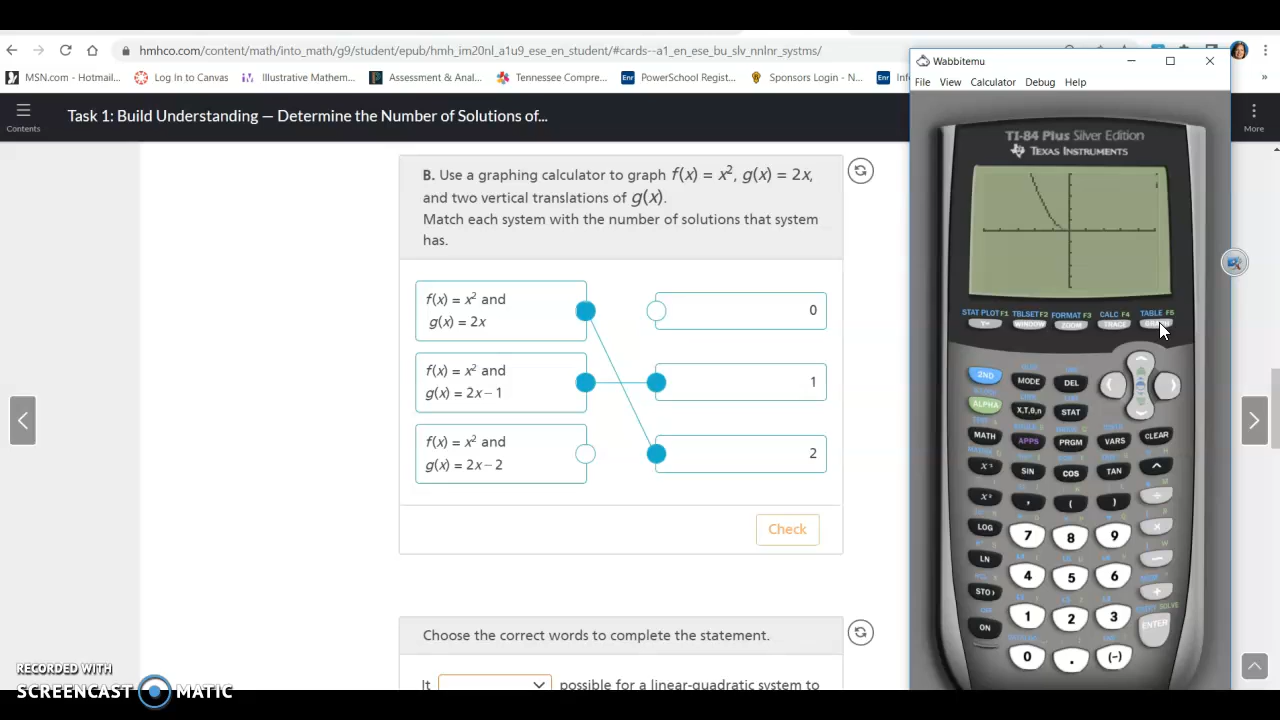 hmhco.com/content/math/into_math/g9/student/epub/hmh_im20nl_a1u9_ese_en_student/#cards--a1_en_ese_bu_slv_nnlnr_systms/
Wabbitemu
MSN.com - Hotmail...
Log In to Canvas
Illustrative Mathem...
Assessment & Anal...
Tennessee Compre...
PowerSchool Regist...
Sponsors Login - N...
File View Calculator Debug Help
Contents
Task 1: Build Understanding — Determine the Number of Solutions of...
More
B. Use a graphing calculator to graph f(x) = x², g(x) = 2x,
and two vertical translations of g(x).
Match each system with the number of solutions that system
has.
f(x) = x² and
g(x) = 2x
0
f(x) = x² and
g(x) = 2x – 1
1
f(x) = x² and
g(x) = 2x – 2
2
Check
Choose the correct words to complete the statement.
It possible for a linear-quadratic system to
TI-84 Plus Silver Edition
TEXAS INSTRUMENTS
STAT PLOT F1 TBLSET F2 FORMAT F3 CALC F4 TABLE F5
Y= WINDOW ZOOM TRACE GRAPH
2ND MODE DEL
ALPHA X,T,θ,n STAT
MATH APPS PRGM VARS CLEAR
SIN COS TAN ^
x² , ( ) ÷
LOG 7 8 9 ×
LN 4 5 6 −
STO› 1 2 3 +
ON 0 . (-) ENTER
RECORDED WITH
SCREENCAST MATIC